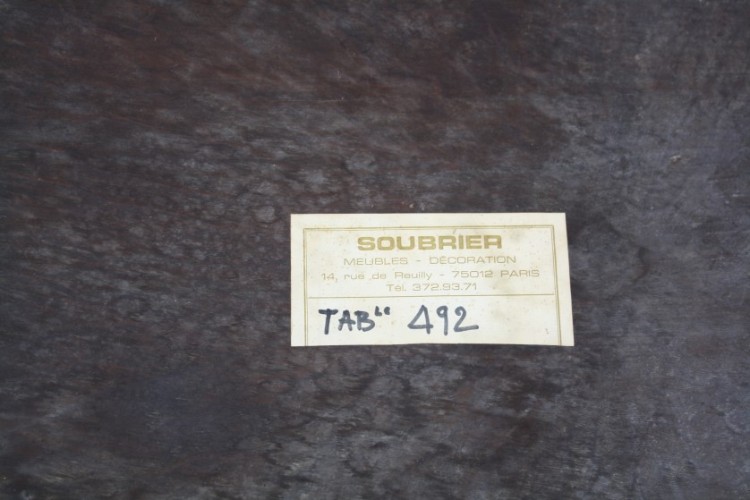 SOUBRIER
MEUBLES - DÉCORATION
14, rue de Reuilly - 75012 PARIS
Tél. 372.93.71
TAB“ 492